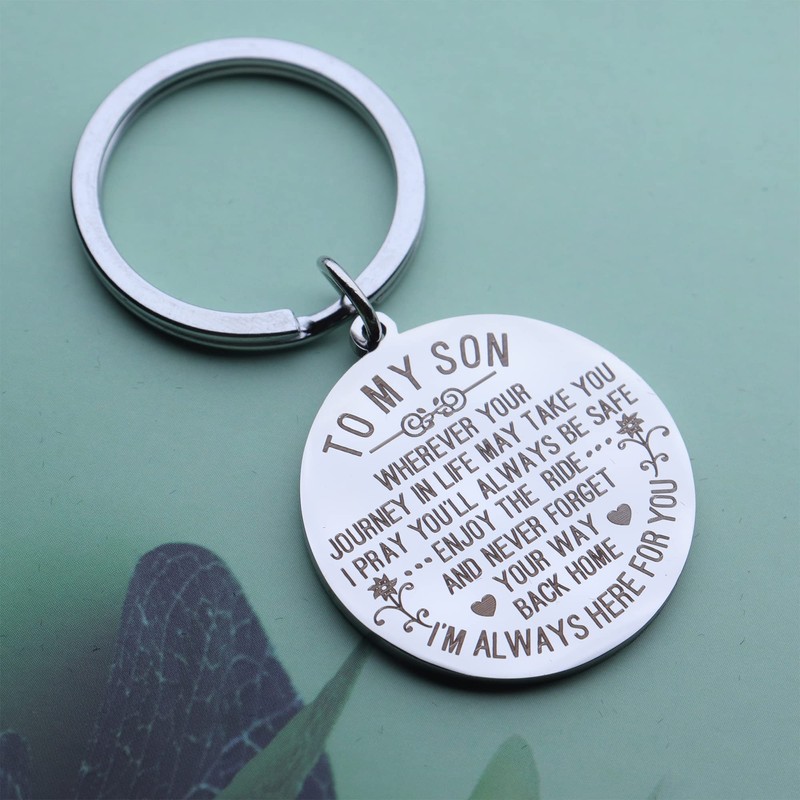 TO MY SON
WHEREVER YOUR
JOURNEY IN LIFE MAY TAKE YOU
I PRAY YOU'LL ALWAYS BE SAFE
•••ENJOY THE RIDE•••
AND NEVER FORGET
YOUR WAY
BACK HOME
I'M ALWAYS HERE FOR YOU